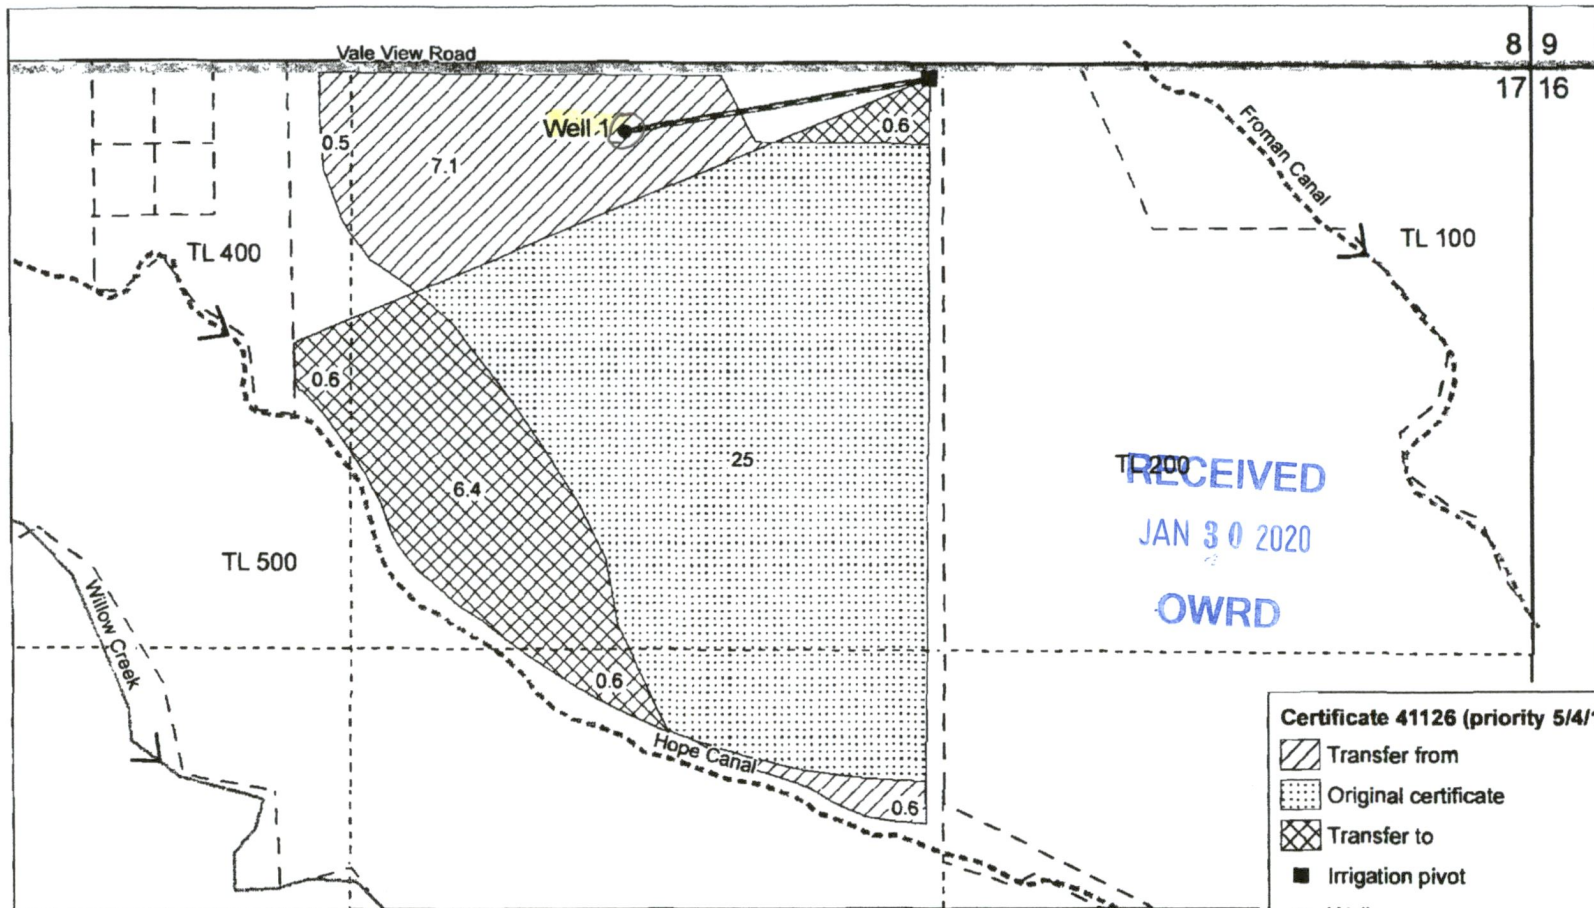 Vale View Road
8 9
17 16
Well 1
0.6
0.5
7.1
Froman Canal
TL 400
TL 100
0.6
25
TL 200
RECEIVED
6.4
JAN 30 2020
TL 500
OWRD
Willow Creek
0.6
Hope Canal
0.6
Certificate 41126 (priority 5/4/
Transfer from
Original certificate
Transfer to
Irrigation pivot